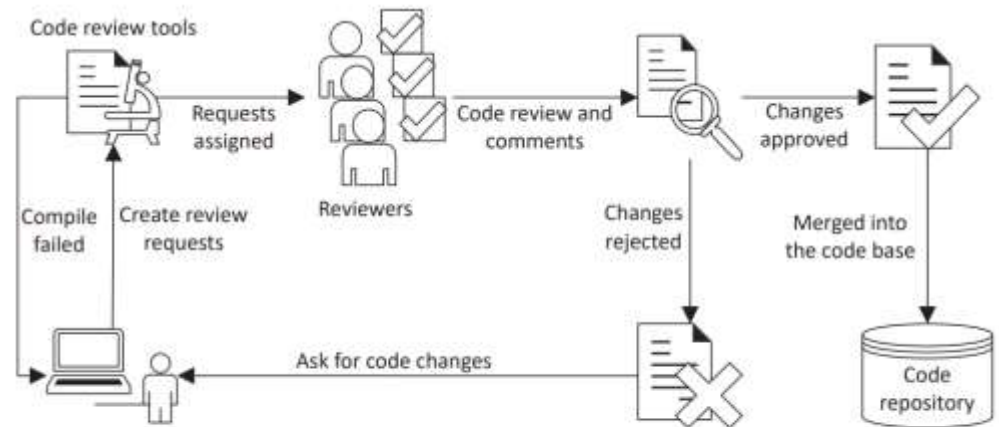 Code review tools
Requests
assigned
Code review and
comments
Changes
approved
Reviewers
Compile
failed
Create review
requests
Changes
rejected
Merged into
the code base
Ask for code changes
Code
repository